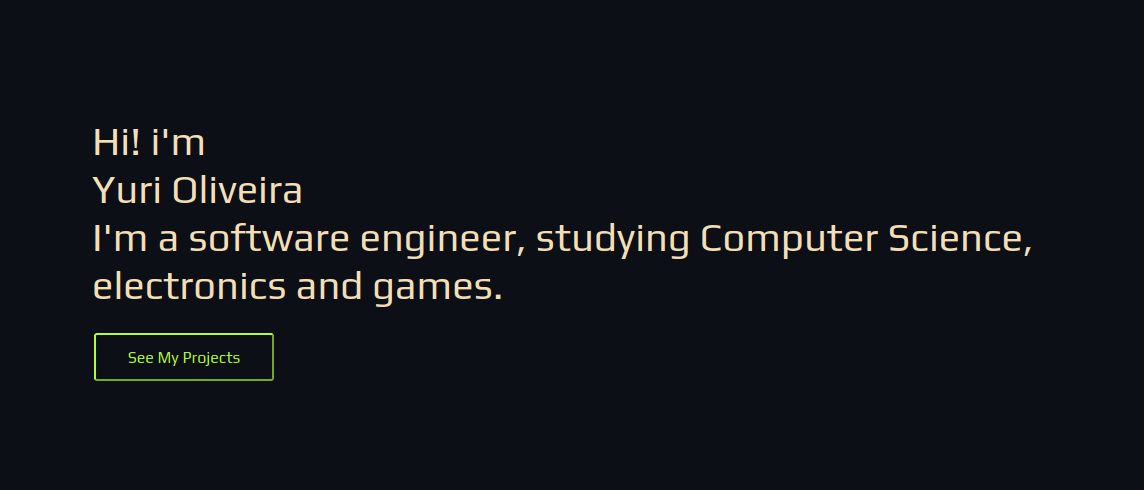 Hi! i'm
Yuri Oliveira
I'm a software engineer, studying Computer Science,
electronics and games.
See My Projects